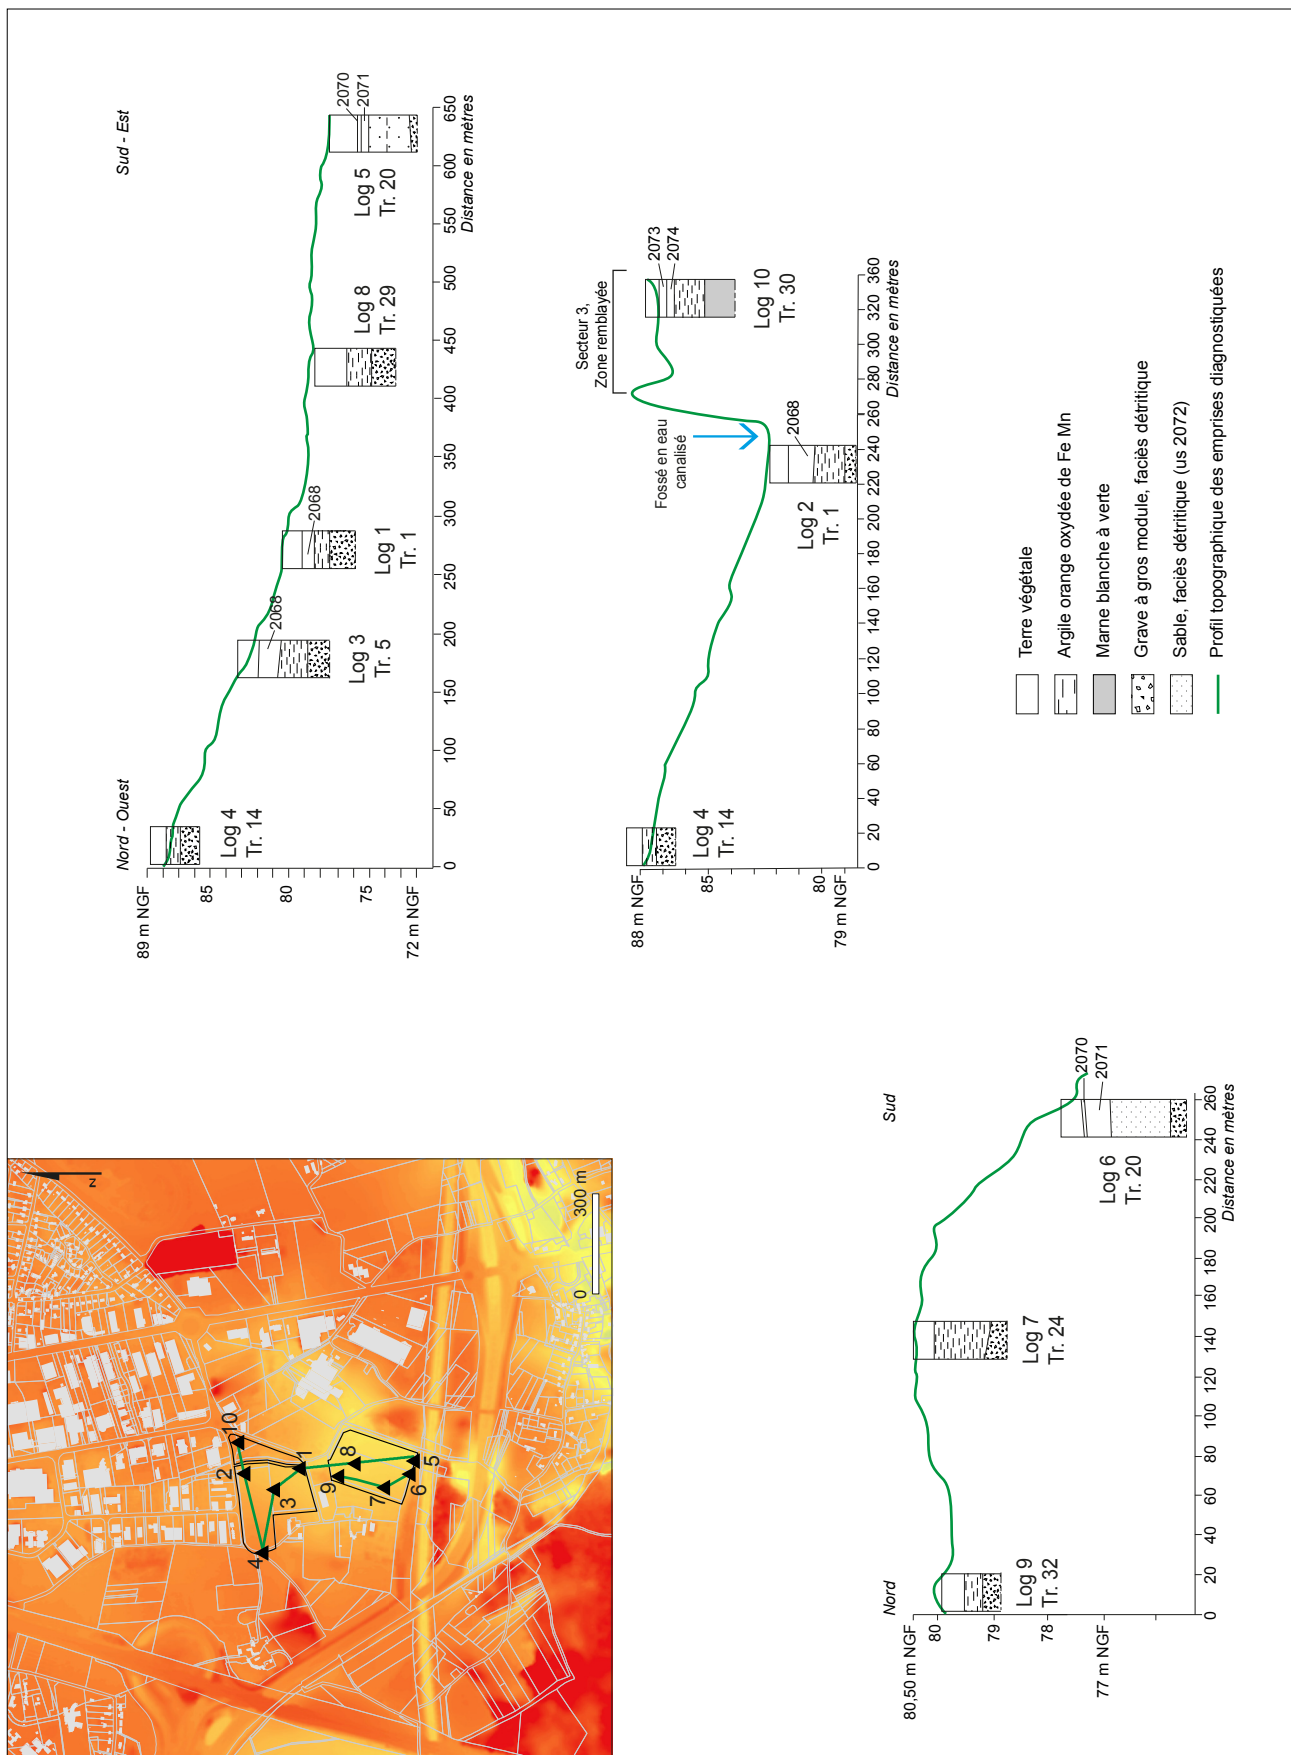 Nord - Ouest
Sud - Est
89 m NGF
85
80
75
72 m NGF
0
50
100
150
200
250
300
350
400
450
500
550
600
650
Distance en mètres
Log 4
Tr. 14
Log 3
Tr. 5
2068
Log 1
Tr. 1
2068
Log 8
Tr. 29
Log 5
Tr. 20
2070
2071
88 m NGF
85
80
79 m NGF
0
20
40
60
80
100
120
140
160
180
200
220
240
260
280
300
320
360
Distance en mètres
Log 4
Tr. 14
Log 2
Tr. 1
2068
Fossé en eau
canalisé
Secteur 3,
Zone remblayée
Log 10
Tr. 30
2073
2074
Nord
Sud
80,50 m NGF
80
79
78
77 m NGF
0
20
40
60
80
100
120
140
160
180
200
220
240
260
Distance en mètres
Log 9
Tr. 32
Log 7
Tr. 24
Log 6
Tr. 20
2070
2071
Terre végétale
Argile orange oxydée de Fe Mn
Marne blanche à verte
Grave à gros module, faciès détritique
Sable, faciès détritique (us 2072)
Profil topographique des emprises diagnostiquées
N
0
300 m
10
2
1
3
4
8
9
7
6
5